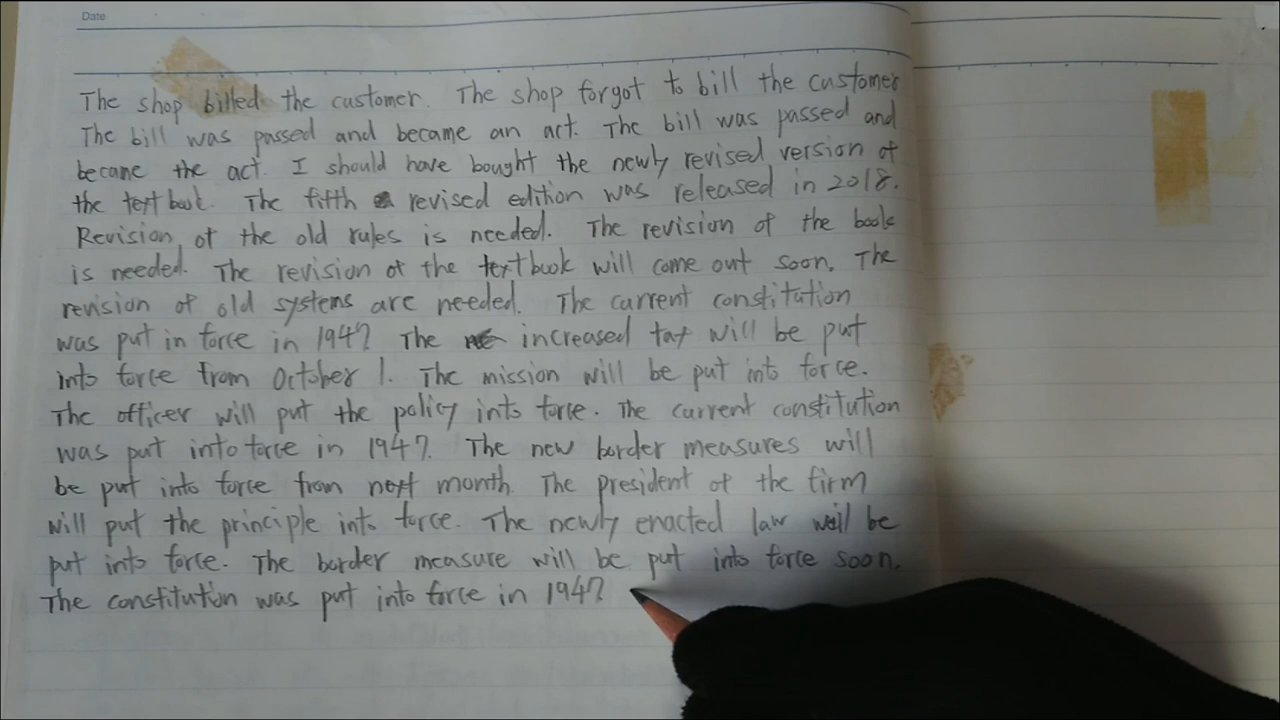 Date
The shop billed the customer. The shop forgot to bill the customer
The bill was passed and became an act. The bill was passed and
became the act. I should have bought the newly revised version of
the textbook. The fifth revised edition was released in 2018.
Revision of the old rules is needed. The revision of the book
is needed. The revision of the textbook will come out soon. The
revision of old systems are needed. The current constitution
was put in force in 1947 The increased tax will be put
into force from October 1. The mission will be put into force.
The officer will put the policy into force. The current constitution
was put into force in 1947. The new border measures will
be put into force from next month. The president of the firm
will put the principle into force. The newly enacted law will be
put into force. The border measure will be put into force soon.
The constitution was put into force in 1947